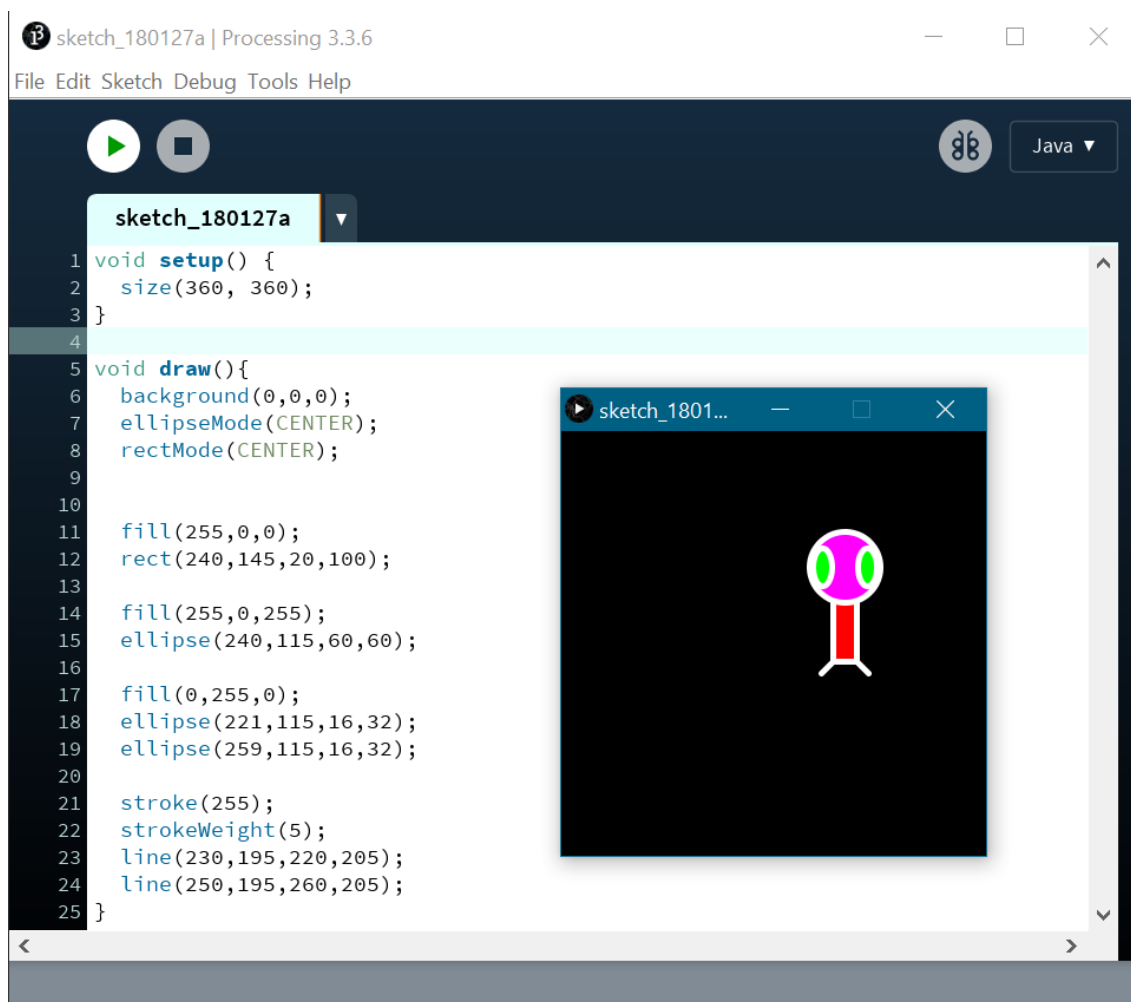 sketch_180127a | Processing 3.3.6
File Edit Sketch Debug Tools Help
Java ▼
sketch_180127a ▼
1 void setup() {
2   size(360, 360);
3 }
4
5 void draw(){
6   background(0,0,0);
7   ellipseMode(CENTER);
8   rectMode(CENTER);
9
10
11   fill(255,0,0);
12   rect(240,145,20,100);
13
14   fill(255,0,255);
15   ellipse(240,115,60,60);
16
17   fill(0,255,0);
18   ellipse(221,115,16,32);
19   ellipse(259,115,16,32);
20
21   stroke(255);
22   strokeWeight(5);
23   line(230,195,220,205);
24   line(250,195,260,205);
25 }
sketch_1801...